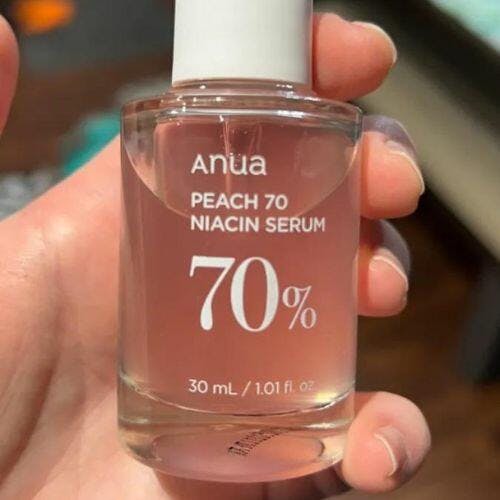 Anua
PEACH 70
NIACIN SERUM
70%
30 mL / 1.01 fl. oz